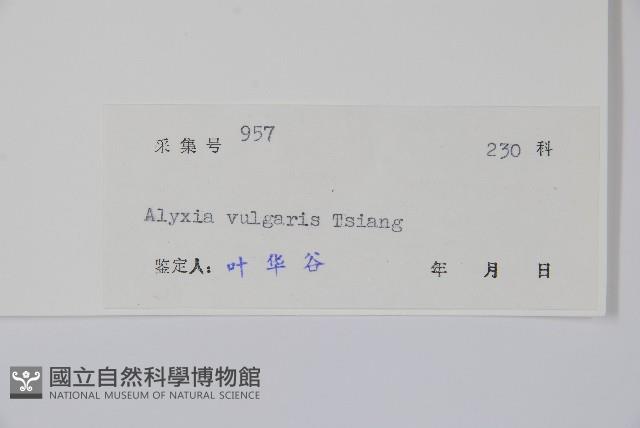 采集号 957 230 科
Alyxia vulgaris Tsiang
鉴定人： 叶华谷 年 月 日
國立自然科學博物館
NATIONAL MUSEUM OF NATURAL SCIENCE